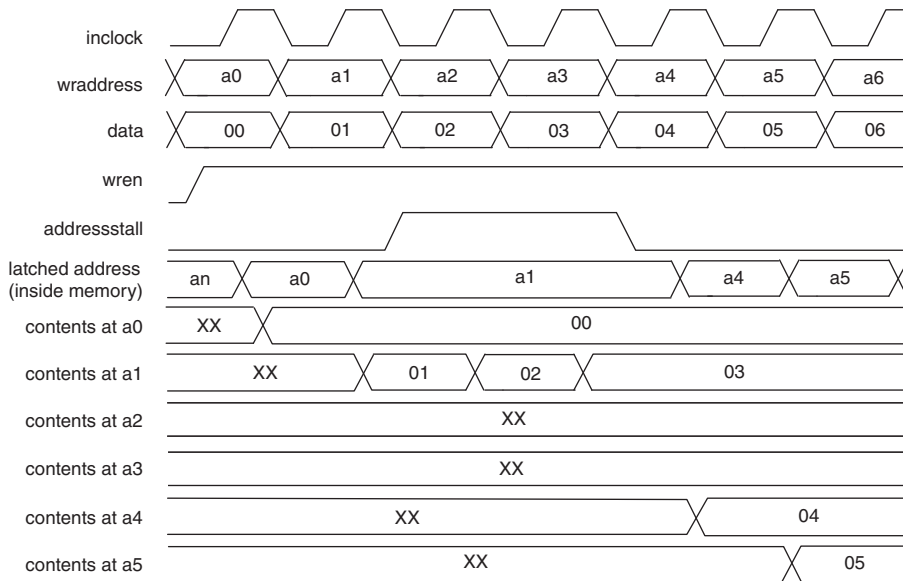 inclock
wraddress a0 a1 a2 a3 a4 a5 a6
data 00 01 02 03 04 05 06
wren
addressstall
latched address
(inside memory) an a0 a1 a4 a5
contents at a0 XX 00
contents at a1 XX 01 02 03
contents at a2 XX
contents at a3 XX
contents at a4 XX 04
contents at a5 XX 05